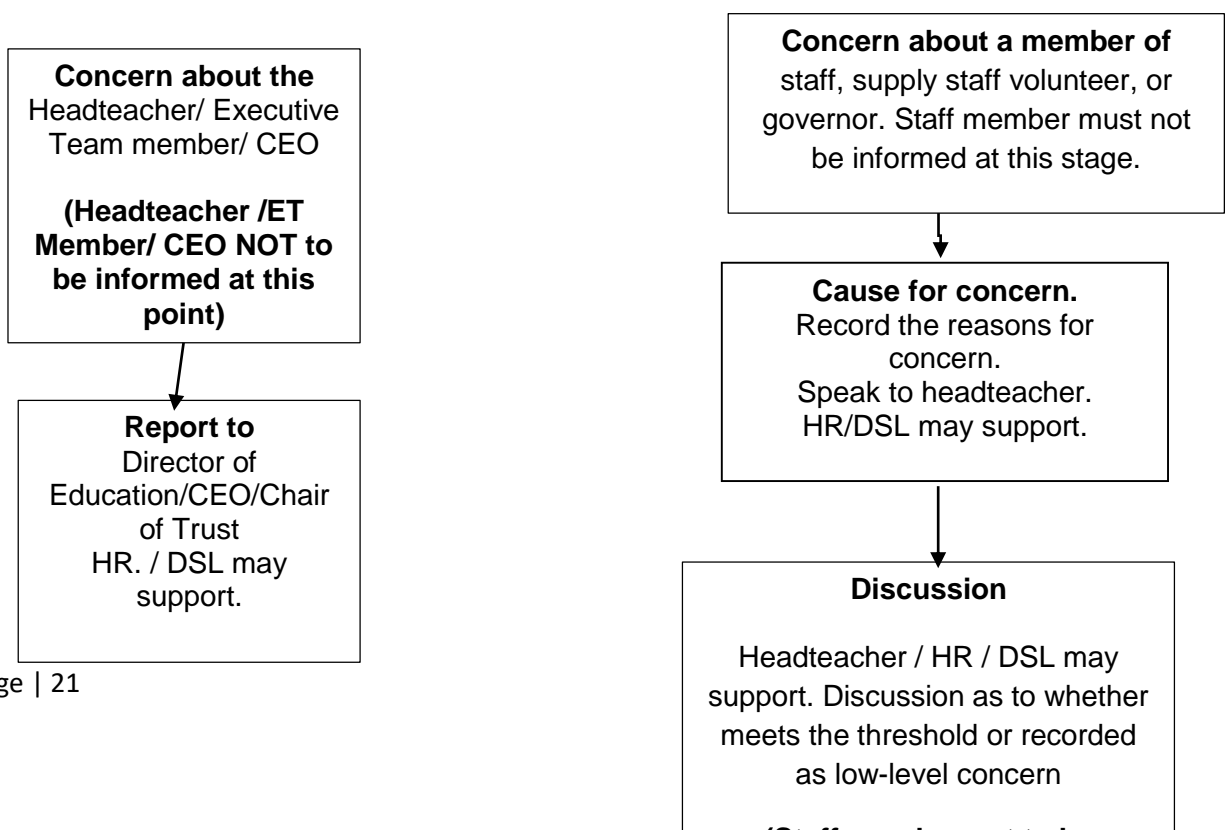 Concern about the
Headteacher/ Executive
Team member/ CEO
(Headteacher /ET
Member/ CEO NOT to
be informed at this
point)
Report to
Director of
Education/CEO/Chair
of Trust
HR. / DSL may
support.
ge | 21
Concern about a member of
staff, supply staff volunteer, or
governor. Staff member must not
be informed at this stage.
Cause for concern.
Record the reasons for
concern.
Speak to headteacher.
HR/DSL may support.
Discussion
Headteacher / HR / DSL may
support. Discussion as to whether
meets the threshold or recorded
as low-level concern